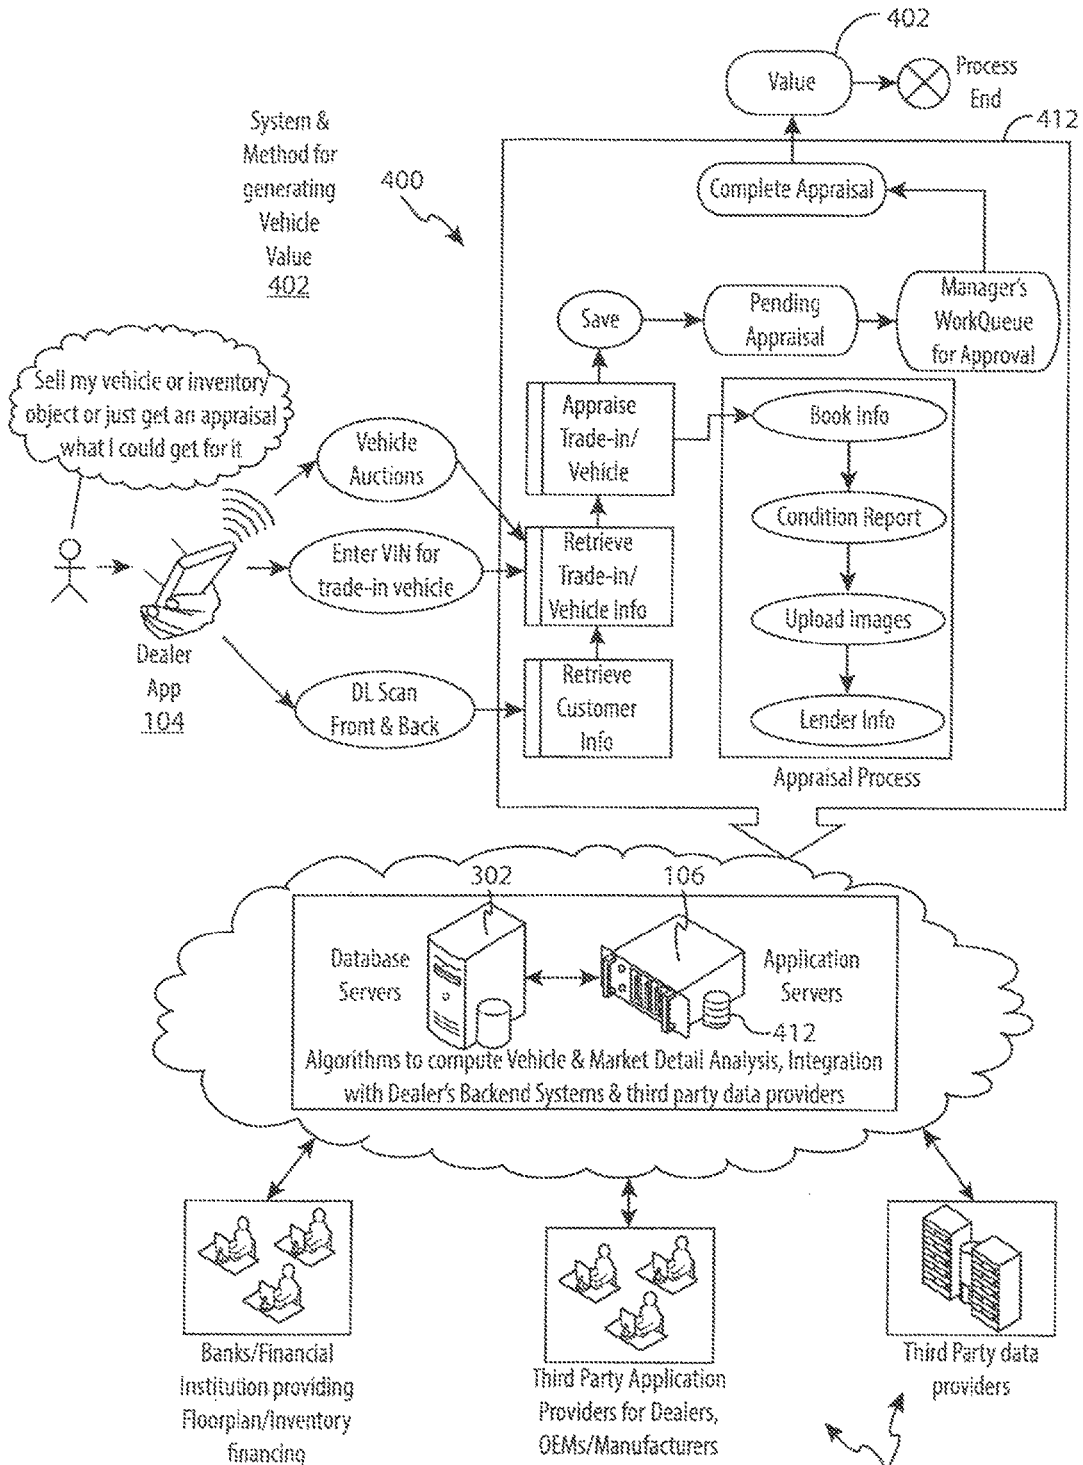 402
Value
Process
End
412
System &
Method for
generating
Vehicle
Value
402
400
Complete Appraisal
Save
Pending
Appraisal
Manager's
WorkQueue
for Approval
Sell my vehicle or inventory
object or just get an appraisal
what I could get for it
Appraise
Trade-in/
Vehicle
Book info
Vehicle
Auctions
Condition Report
Enter VIN for
trade-in vehicle
Retrieve
Trade-in/
Vehicle Info
Upload Images
Dealer
App
104
DL Scan
Front & Back
Retrieve
Customer
Info
Lender Info
Appraisal Process
302
106
Database
Servers
Application
Servers
412
Algorithms to compute Vehicle & Market Detail Analysis, Integration
with Dealer's Backend Systems & third party data providers
Banks/Financial
Institution providing
Floorplan/Inventory
financing
Third Party Application
Providers for Dealers,
OEMs/Manufacturers
Third Party data
providers